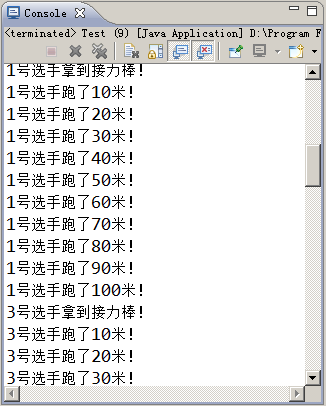 Console
<terminated> Test (9) [Java Application] D:\Program F
1号选手拿到接力棒!
1号选手跑了10米!
1号选手跑了20米!
1号选手跑了30米!
1号选手跑了40米!
1号选手跑了50米!
1号选手跑了60米!
1号选手跑了70米!
1号选手跑了80米!
1号选手跑了90米!
1号选手跑了100米!
3号选手拿到接力棒!
3号选手跑了10米!
3号选手跑了20米!
3号选手跑了30米!